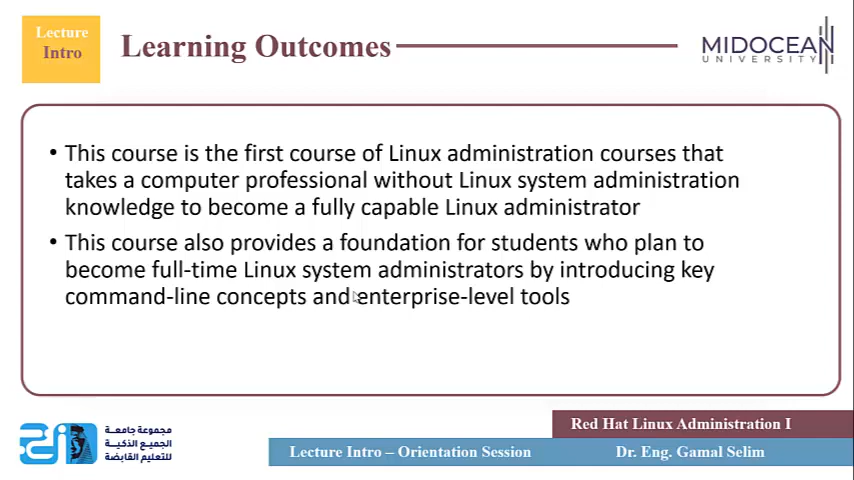 Lecture
Intro
Learning Outcomes
MIDOCEAN
UNIVERSITY
• This course is the first course of Linux administration courses that
takes a computer professional without Linux system administration
knowledge to become a fully capable Linux administrator
• This course also provides a foundation for students who plan to
become full-time Linux system administrators by introducing key
command-line concepts and enterprise-level tools
مجموعة جامعة
الجميع الذكية
للتعليم القابضة
Red Hat Linux Administration I
Lecture Intro – Orientation Session
Dr. Eng. Gamal Selim